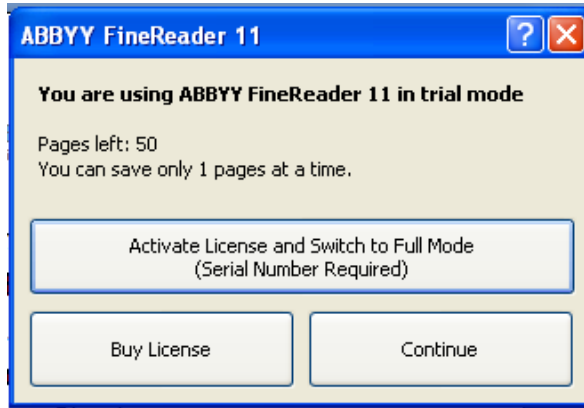 ABBYY FineReader 11
You are using ABBYY FineReader 11 in trial mode
Pages left: 50
You can save only 1 pages at a time.
Activate License and Switch to Full Mode
(Serial Number Required)
Buy License
Continue